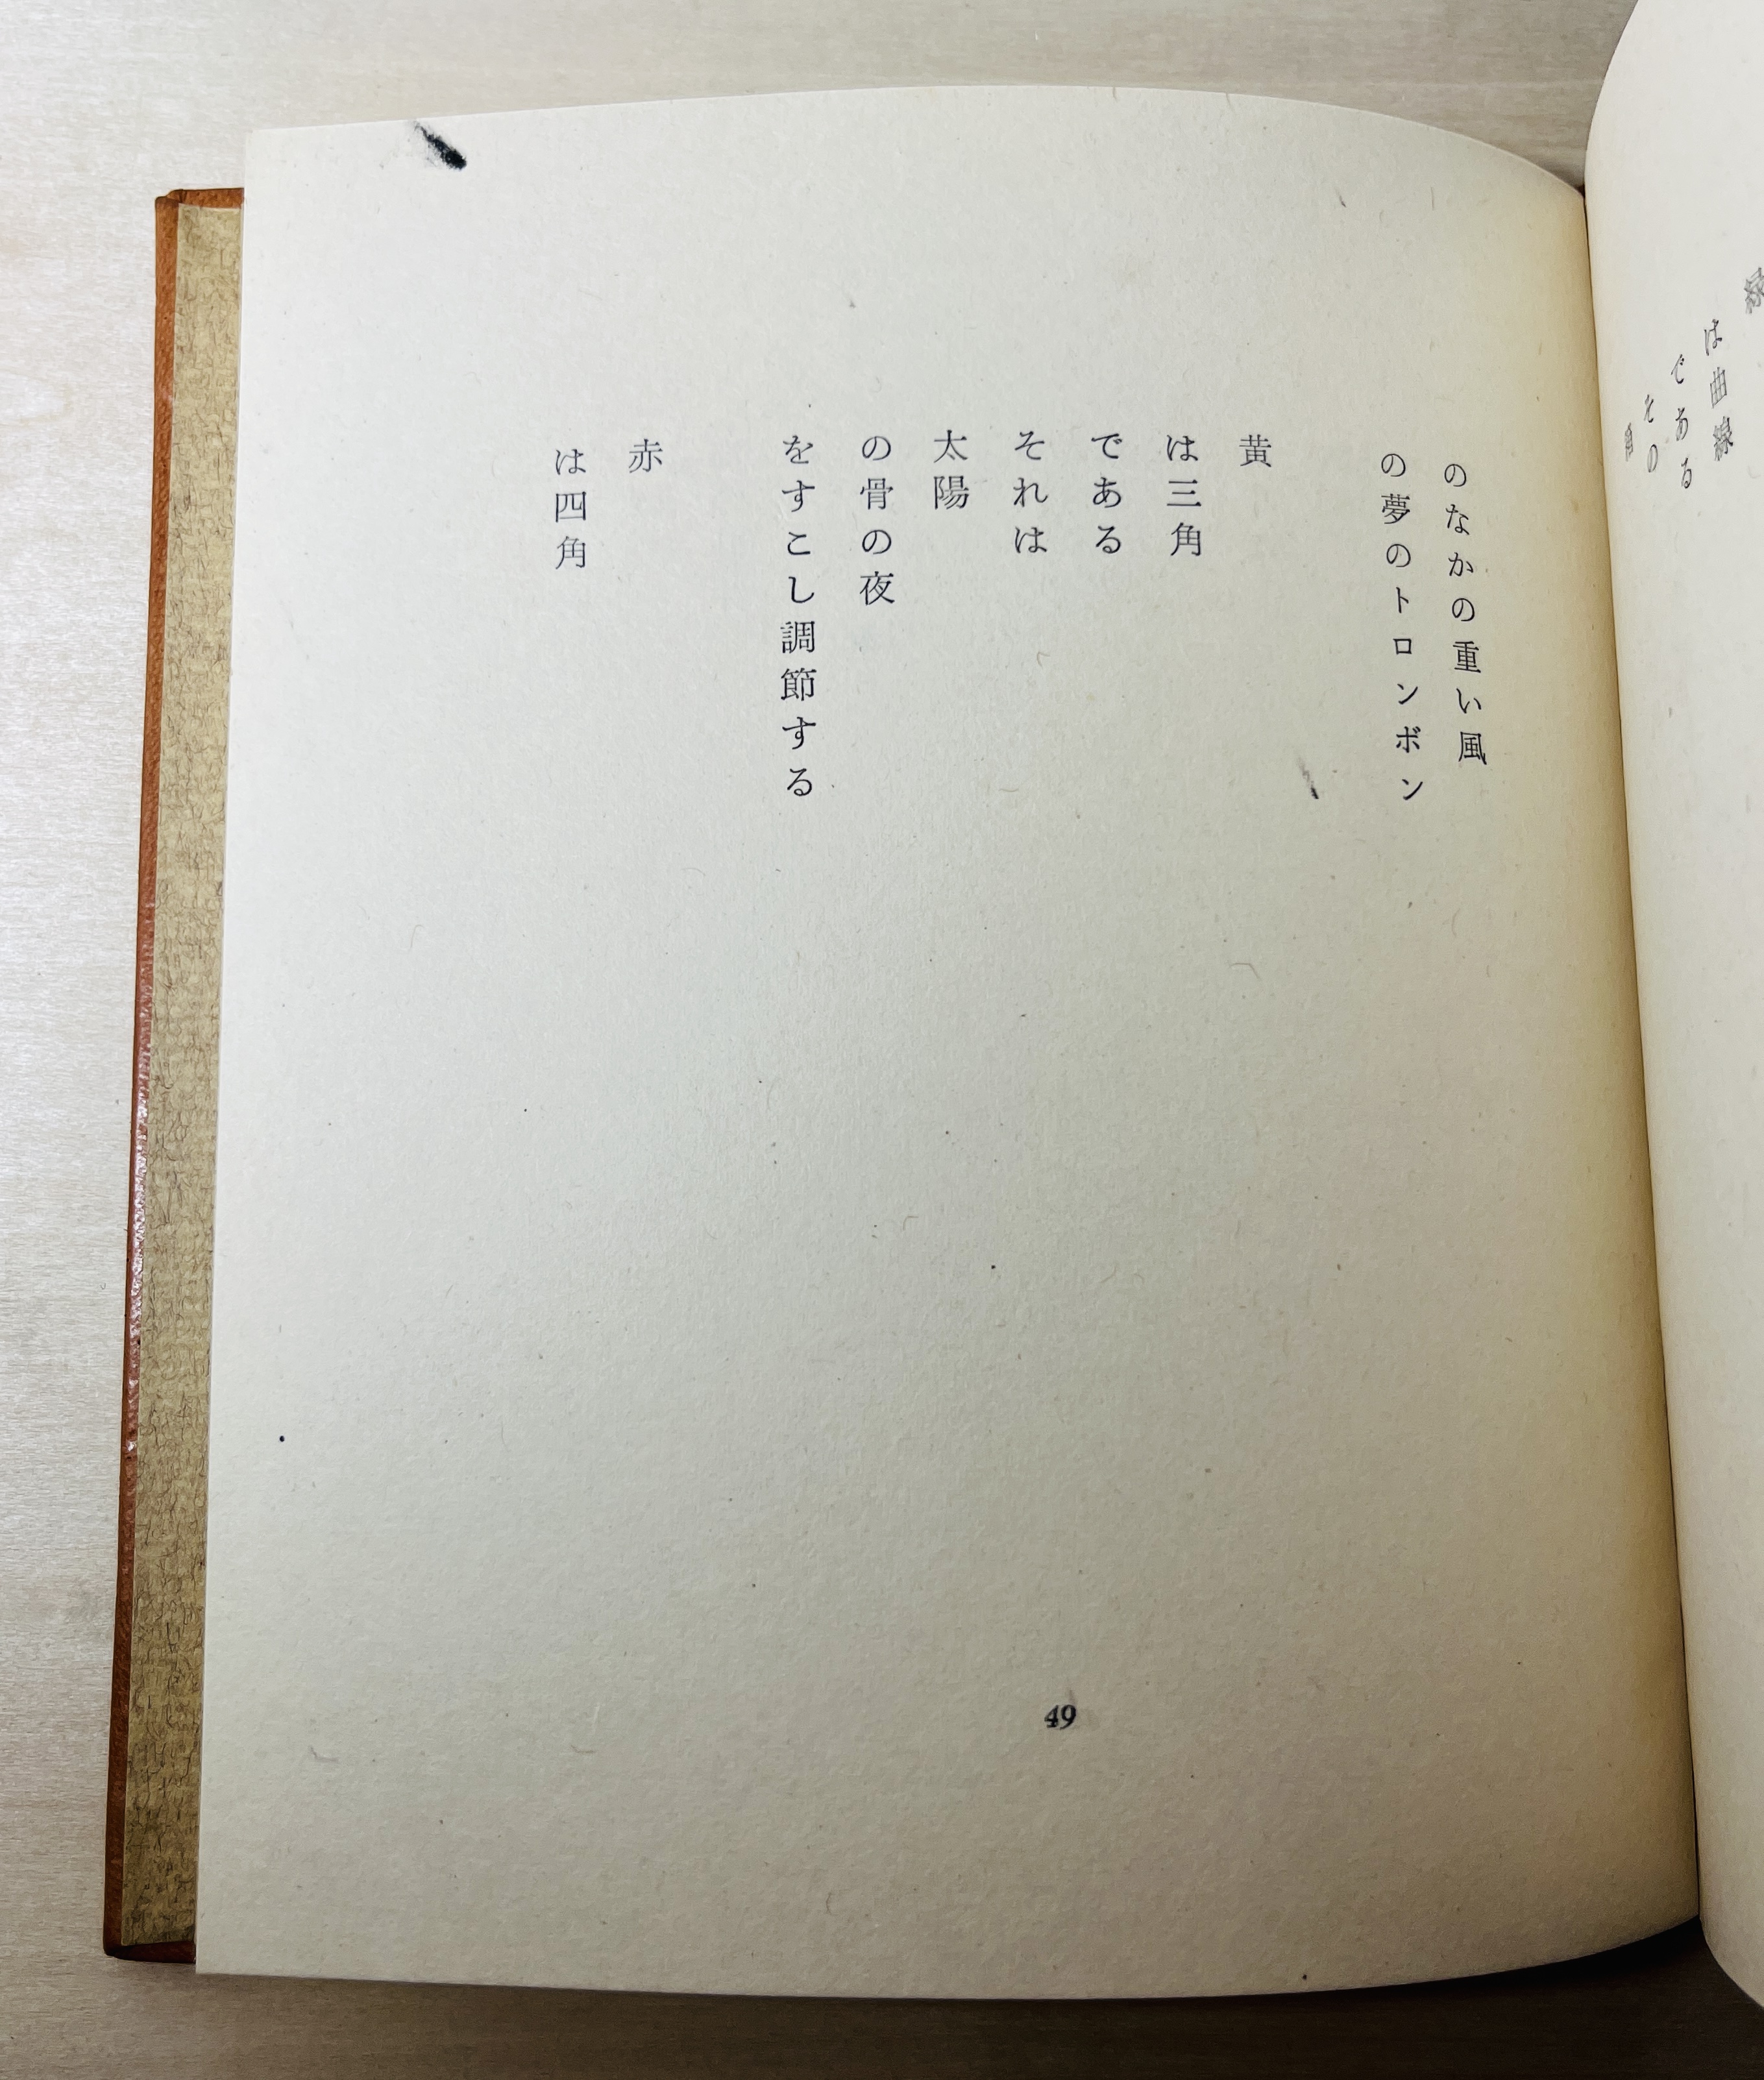 は曲線
である
その
のなかの重い風
の夢のトロンボン
黄
は三角
である
それは
太陽
の骨の夜
をすこし調節する
赤
は四角
49